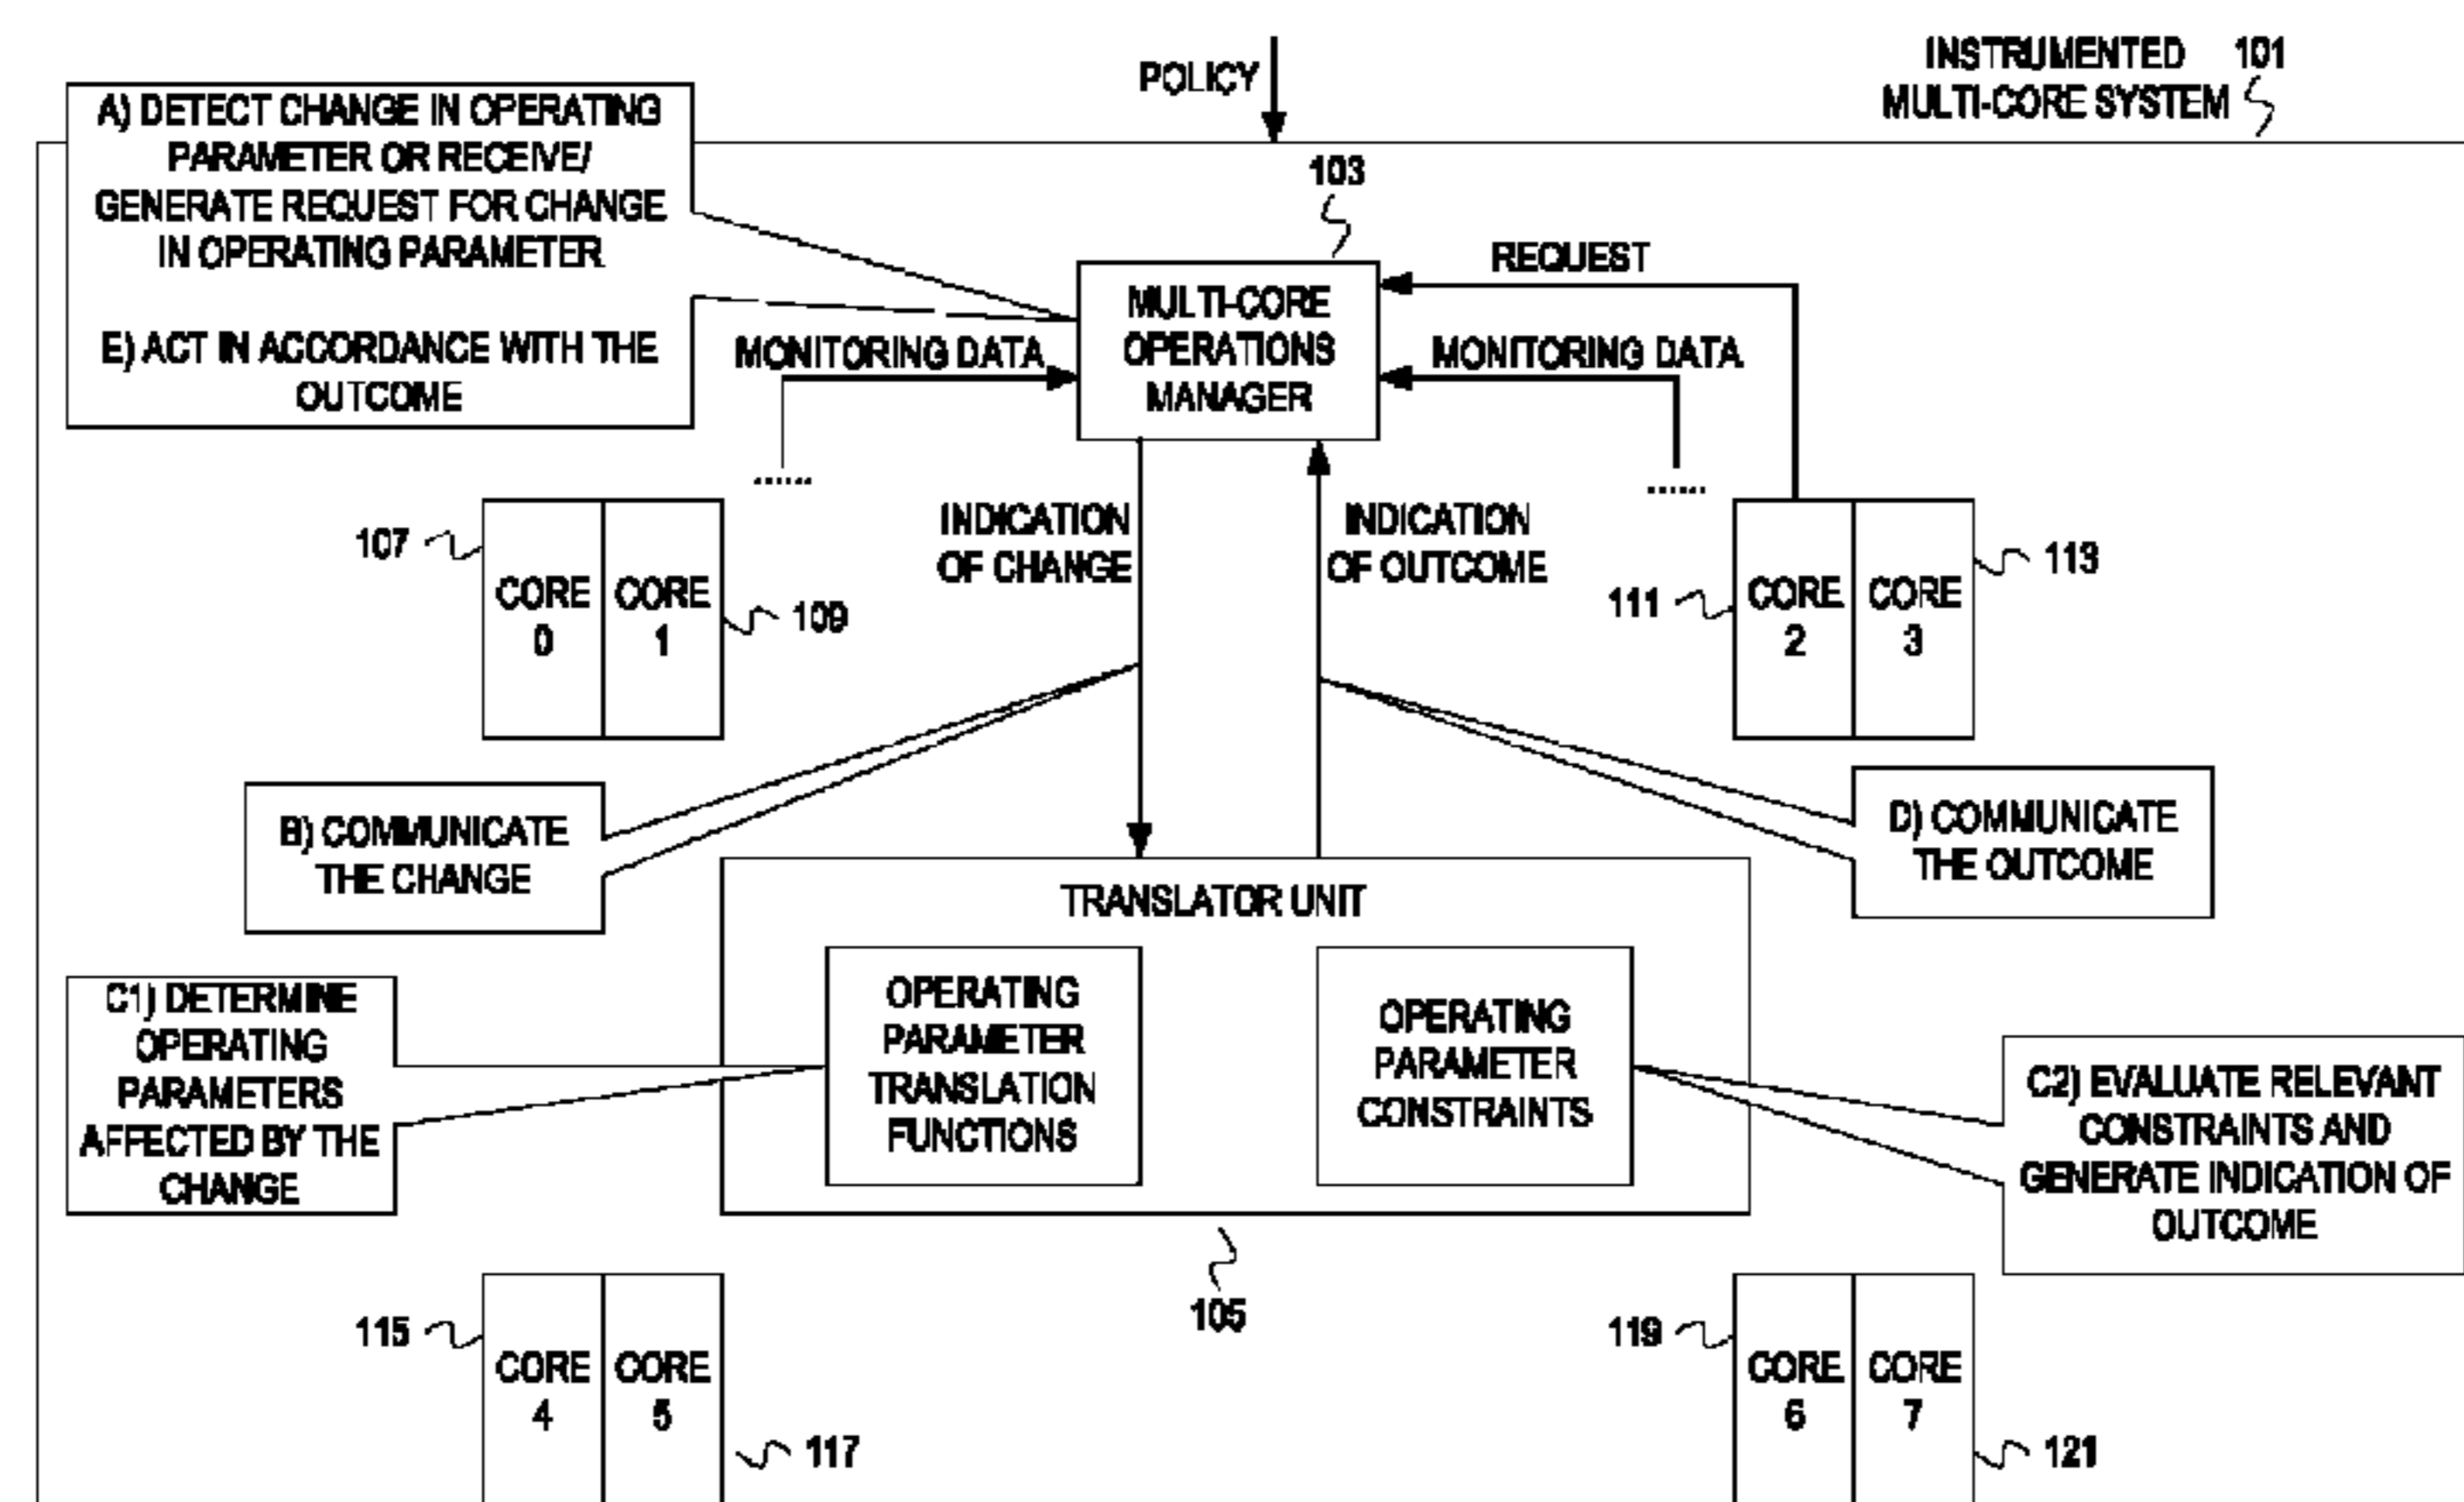 POLICY
INSTRUMENTED 101
MULTI-CORE SYSTEM
A) DETECT CHANGE IN OPERATING
PARAMETER OR RECEIVE/
GENERATE REQUEST FOR CHANGE
IN OPERATING PARAMETER
E) ACT IN ACCORDANCE WITH THE
OUTCOME
103
REQUEST
MULTI-CORE
OPERATIONS
MANAGER
MONITORING DATA
MONITORING DATA
......
......
107
CORE
0
CORE
1
109
INDICATION
OF CHANGE
INDICATION
OF OUTCOME
111
CORE
2
CORE
3
113
B) COMMUNICATE
THE CHANGE
D) COMMUNICATE
THE OUTCOME
TRANSLATOR UNIT
C1) DETERMINE
OPERATING
PARAMETERS
AFFECTED BY THE
CHANGE
OPERATING
PARAMETER
TRANSLATION
FUNCTIONS
OPERATING
PARAMETER
CONSTRAINTS
C2) EVALUATE RELEVANT
CONSTRAINTS AND
GENERATE INDICATION OF
OUTCOME
105
115
CORE
4
CORE
5
117
119
CORE
6
CORE
7
121